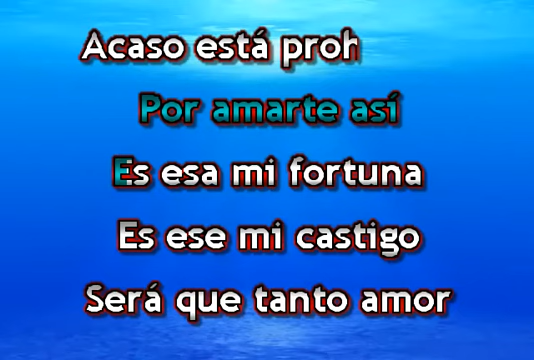 Acaso está proh
Por amarte así
Es esa mi fortuna
Es ese mi castigo
Será que tanto amor